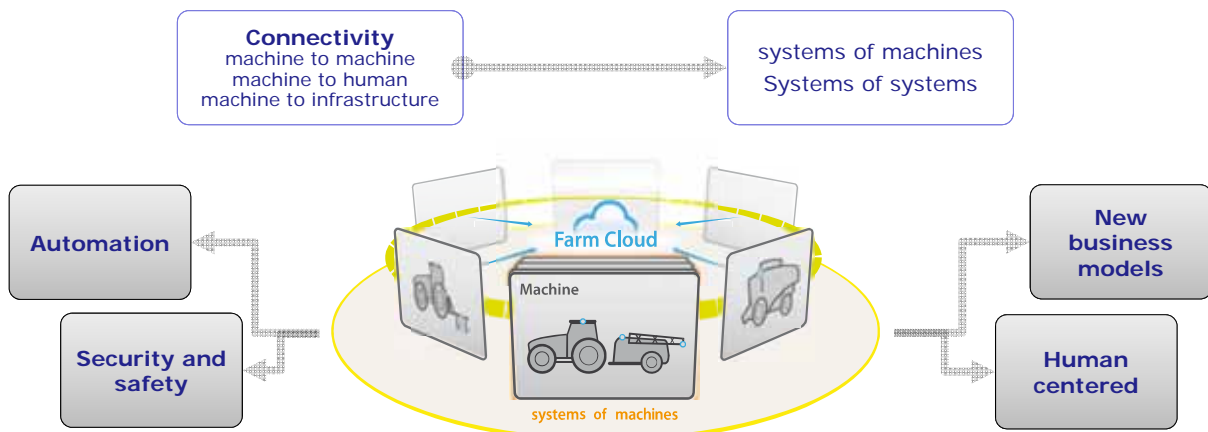 Connectivity
machine to machine
machine to human
machine to infrastructure
systems of machines
Systems of systems
Automation
Security and
safety
Farm Cloud
Machine
systems of machines
New
business
models
Human
centered